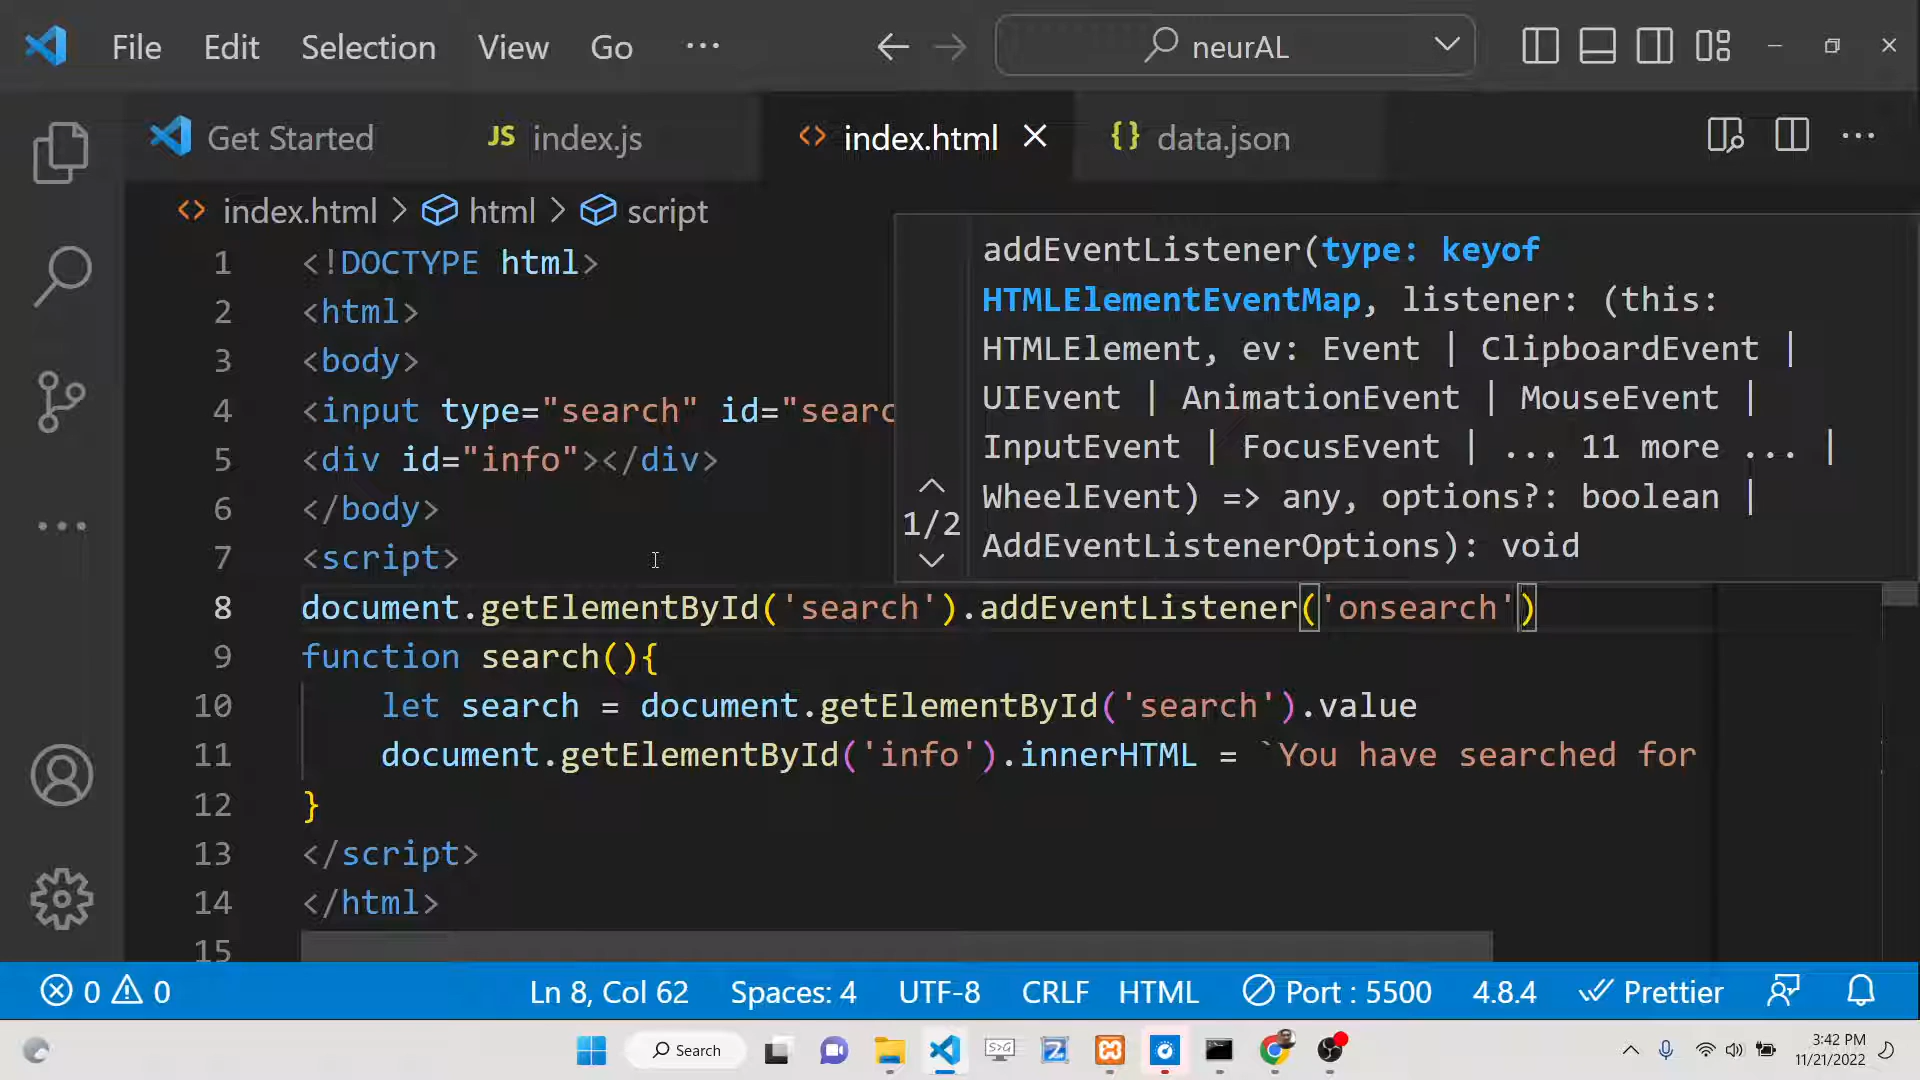 File Edit Selection View Go ...
neurAL
Get Started
JS index.js
<> index.html
{} data.json
<> index.html > html > script
1 <!DOCTYPE html>
2 <html>
3 <body>
4 <input type="search" id="searc
5 <div id="info"></div>
6 </body>
7 <script>
8 document.getElementById('search').addEventListener('onsearch')
9 function search(){
10 let search = document.getElementById('search').value
11 document.getElementById('info').innerHTML = `You have searched for
12 }
13 </script>
14 </html>
15
addEventListener(type: keyof
HTMLElementEventMap, listener: (this:
HTMLElement, ev: Event | ClipboardEvent |
UIEvent | AnimationEvent | MouseEvent |
InputEvent | FocusEvent | ... 11 more ... |
WheelEvent) => any, options?: boolean |
AddEventListenerOptions): void
1/2
0 0
Ln 8, Col 62
Spaces: 4
UTF-8
CRLF
HTML
Port : 5500
4.8.4
Prettier
Search
S>G
3:42 PM
11/21/2022